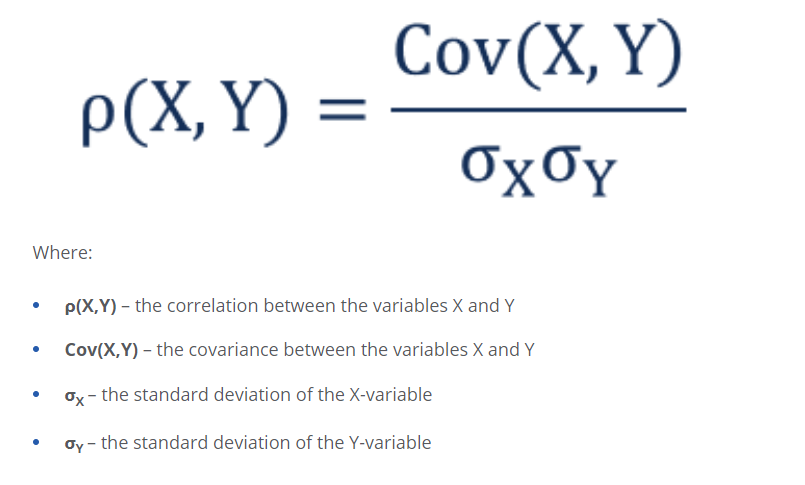 ρ(X, Y) = Cov(X, Y) / σXσY
Where:
• ρ(X,Y) – the correlation between the variables X and Y
• Cov(X,Y) – the covariance between the variables X and Y
• σX – the standard deviation of the X-variable
• σY – the standard deviation of the Y-variable